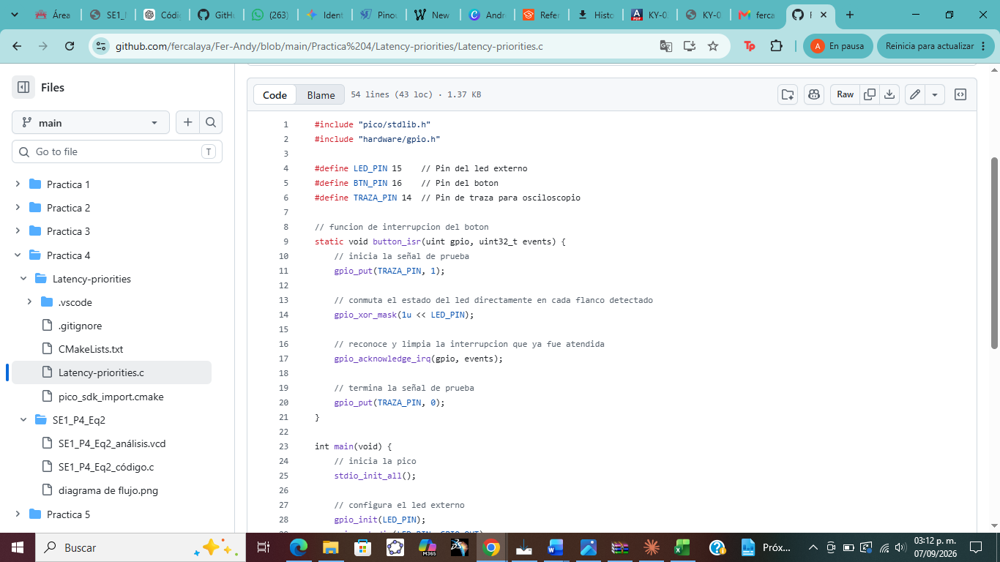 Área
SE1_I
Códi
GitHu
(263)
Ident
Pinou
New
Andr
Refer
Histo
KY-0
KY-0
ferca
github.com/fercalaya/Fer-Andy/blob/main/Practica%204/Latency-priorities/Latency-priorities.c
Tp
A
En pausa
Reinicia para actualizar
Files
main
Go to file
T
Practica 1
Practica 2
Practica 3
Practica 4
Latency-priorities
.vscode
.gitignore
CMakeLists.txt
Latency-priorities.c
pico_sdk_import.cmake
SE1_P4_Eq2
SE1_P4_Eq2_análisis.vcd
SE1_P4_Eq2_código.c
diagrama de flujo.png
Practica 5
Code
Blame
54 lines (43 loc) · 1.37 KB
Raw
1 #include "pico/stdlib.h"
2 #include "hardware/gpio.h"
3
4 #define LED_PIN 15    // Pin del led externo
5 #define BTN_PIN 16    // Pin del boton
6 #define TRAZA_PIN 14  // Pin de traza para osciloscopio
7
8 // funcion de interrupcion del boton
9 static void button_isr(uint gpio, uint32_t events) {
10     // inicia la señal de prueba
11     gpio_put(TRAZA_PIN, 1);
12
13     // conmuta el estado del led directamente en cada flanco detectado
14     gpio_xor_mask(1u << LED_PIN);
15
16     // reconoce y limpia la interrupcion que ya fue atendida
17     gpio_acknowledge_irq(gpio, events);
18
19     // termina la señal de prueba
20     gpio_put(TRAZA_PIN, 0);
21 }
22
23 int main(void) {
24     // inicia la pico
25     stdio_init_all();
26
27     // configura el led externo
28     gpio_init(LED_PIN);
Buscar
M365
Próx...
03:12 p. m.
07/09/2026